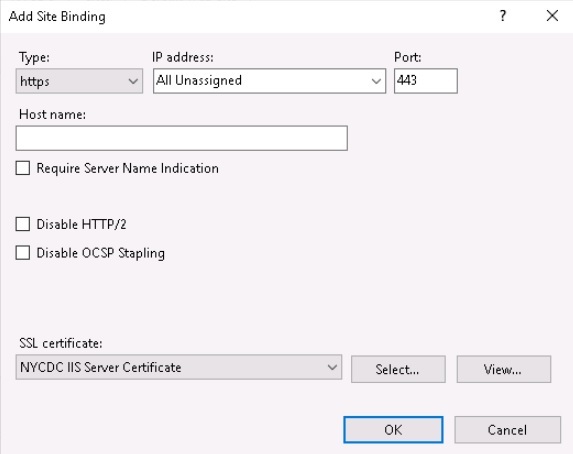 Add Site Binding ?
Type: IP address: Port:
https All Unassigned 443
Host name:
Require Server Name Indication
Disable HTTP/2
Disable OCSP Stapling
SSL certificate:
NYCDC IIS Server Certificate Select... View...
OK Cancel